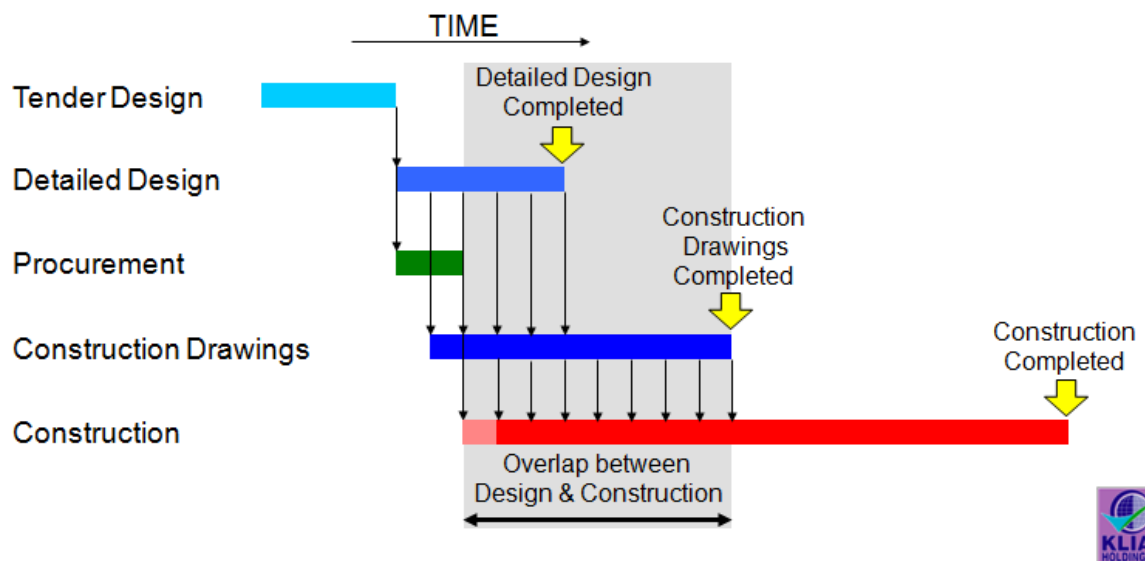 TIME
Tender Design
Detailed Design
Completed
Detailed Design
Procurement
Construction
Drawings
Completed
Construction Drawings
Construction
Completed
Construction
Overlap between
Design & Construction
KLIA
HOLDING